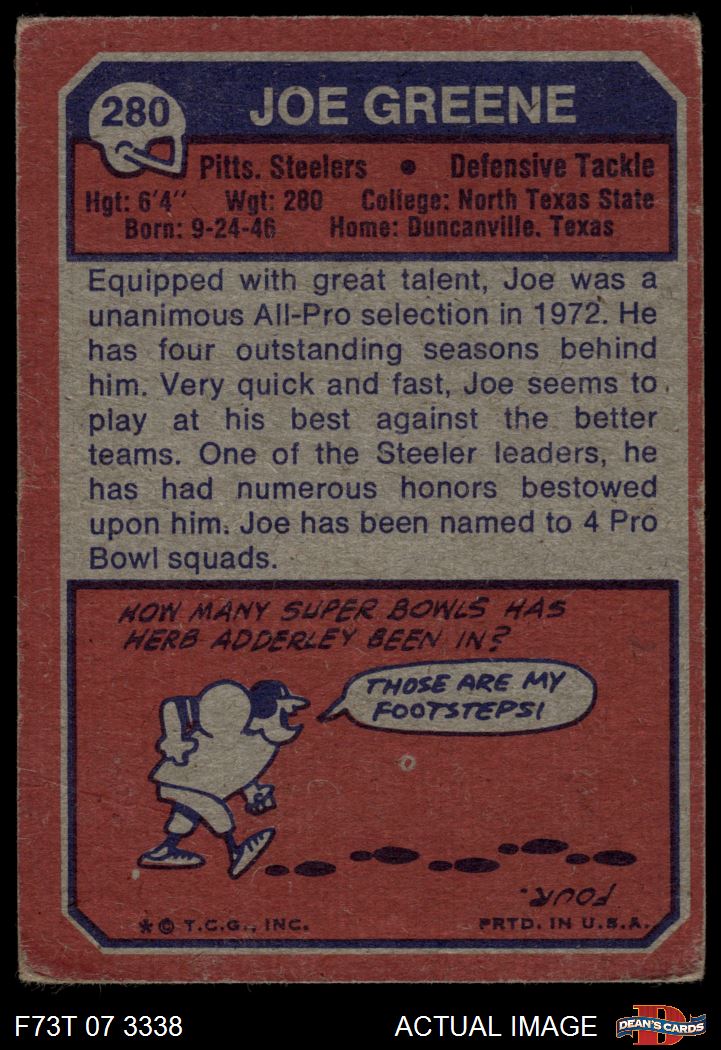 280
JOE GREENE
Pitts. Steelers • Defensive Tackle
Hgt: 6'4" Wgt: 280 College: North Texas State
Born: 9-24-46 Home: Duncanville, Texas
Equipped with great talent, Joe was a
unanimous All-Pro selection in 1972. He
has four outstanding seasons behind
him. Very quick and fast, Joe seems to
play at his best against the better
teams. One of the Steeler leaders, he
has had numerous honors bestowed
upon him. Joe has been named to 4 Pro
Bowl squads.
HOW MANY SUPER BOWLS HAS
HERB ADDERLEY BEEN IN?
THOSE ARE MY
FOOTSTEPS!
FOUR.
* © T.C.G., INC. PRTD. IN U.S.A.
F73T 07 3338 ACTUAL IMAGE
D
DEAN'S CARDS